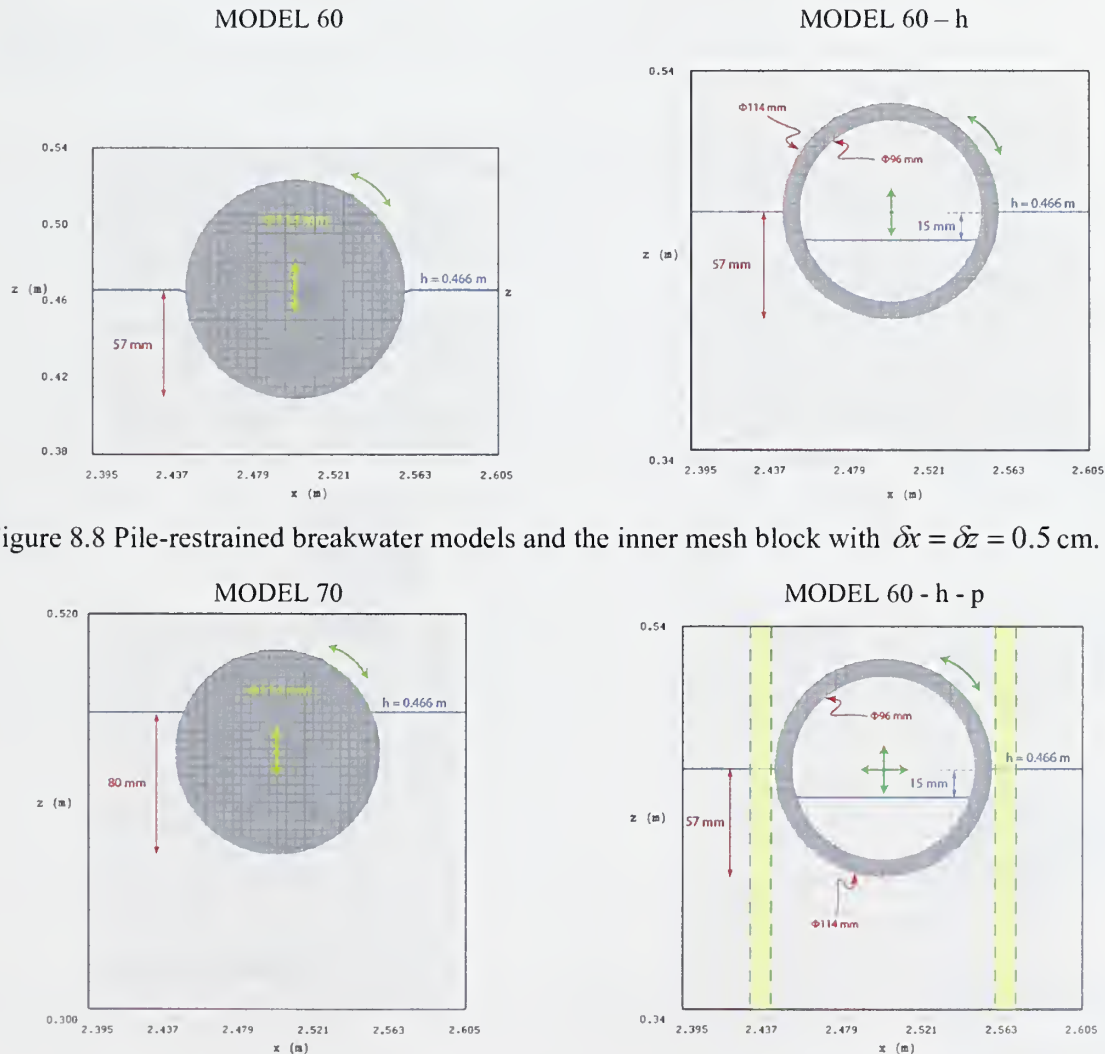 MODEL 60
0.54
0.50
z (m)
0.46
0.42
0.38
h = 0.466 m
z
57 mm
2.395 2.437 2.479 2.521 2.563 2.605
x (m)
MODEL 60 – h
0.54
Φ114 mm
Φ96 mm
h = 0.466 m
15 mm
z (m)
57 mm
0.34
2.395 2.437 2.479 2.521 2.563 2.605
x (m)
igure 8.8 Pile-restrained breakwater models and the inner mesh block with δx = δz = 0.5 cm.
MODEL 70
0.520
h = 0.466 m
80 mm
z (m)
0.300
2.395 2.437 2.479 2.521 2.563 2.605
x (m)
MODEL 60 - h - p
0.54
Φ96 mm
h = 0.466 m
15 mm
z (m)
57 mm
Φ114 mm
0.34
2.395 2.437 2.479 2.521 2.563 2.605
x (m)